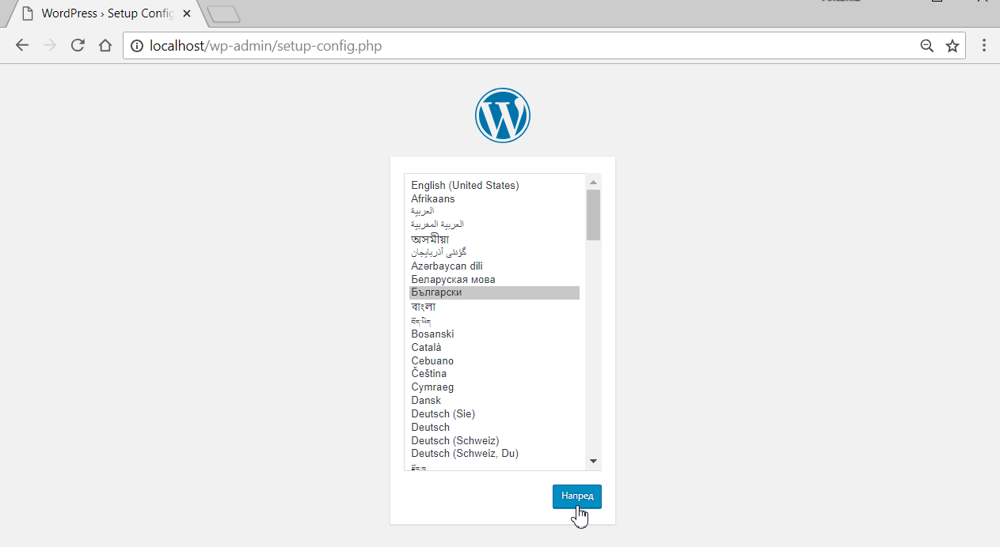 WordPress › Setup Config
localhost/wp-admin/setup-config.php
English (United States)
Afrikaans
العربية
العربية المغربية
অসমীয়া
گؤنئی آذربایجان
Azərbaycan dili
Беларуская мова
Български
বাংলা
བོད་ཡིག
Bosanski
Català
Cebuano
Čeština
Cymraeg
Dansk
Deutsch (Sie)
Deutsch
Deutsch (Schweiz)
Deutsch (Schweiz, Du)
Напред